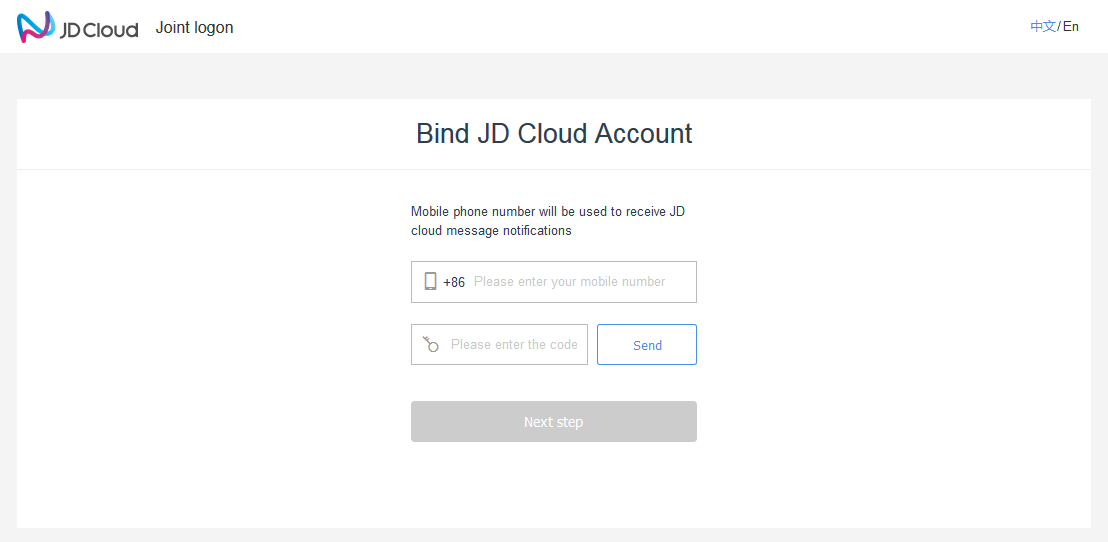 JD Cloud Joint logon 中文/En
Bind JD Cloud Account
Mobile phone number will be used to receive JD
cloud message notifications
+86 Please enter your mobile number
Please enter the code Send
Next step